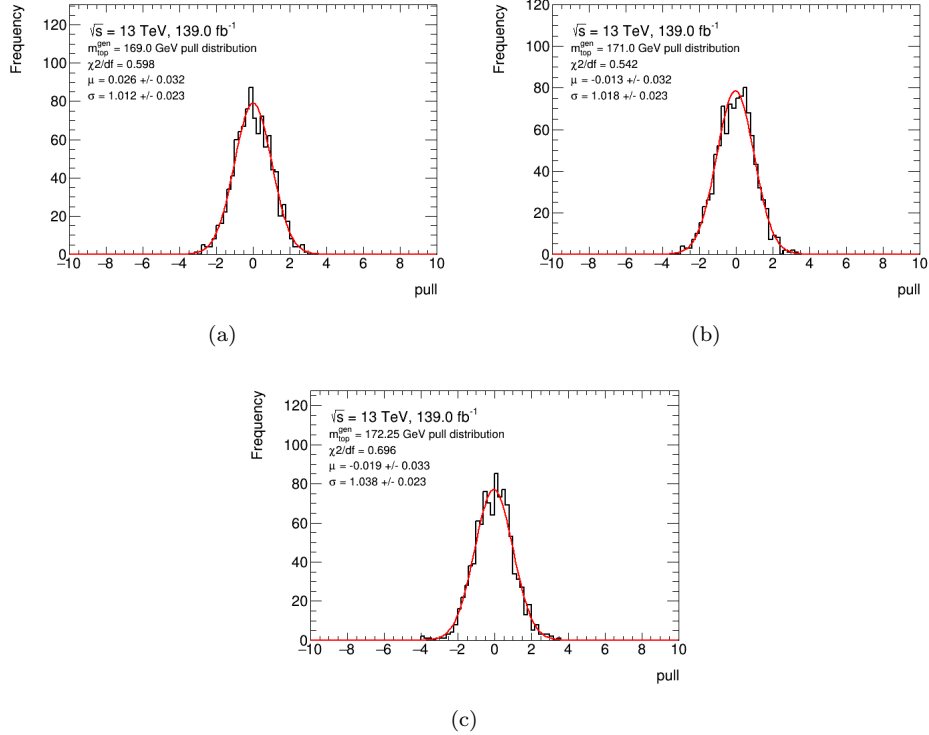 Frequency
√s = 13 TeV, 139.0 fb⁻¹
m_top^gen = 169.0 GeV pull distribution
χ2/df = 0.598
μ = 0.026 +/- 0.032
σ = 1.012 +/- 0.023
120
100
80
60
40
20
0
−10 −8 −6 −4 −2 0 2 4 6 8 10
pull
(a)
Frequency
√s = 13 TeV, 139.0 fb⁻¹
m_top^gen = 171.0 GeV pull distribution
χ2/df = 0.542
μ = -0.013 +/- 0.032
σ = 1.018 +/- 0.023
120
100
80
60
40
20
0
−10 −8 −6 −4 −2 0 2 4 6 8 10
pull
(b)
Frequency
√s = 13 TeV, 139.0 fb⁻¹
m_top^gen = 172.25 GeV pull distribution
χ2/df = 0.696
μ = -0.019 +/- 0.033
σ = 1.038 +/- 0.023
120
100
80
60
40
20
0
−10 −8 −6 −4 −2 0 2 4 6 8 10
pull
(c)